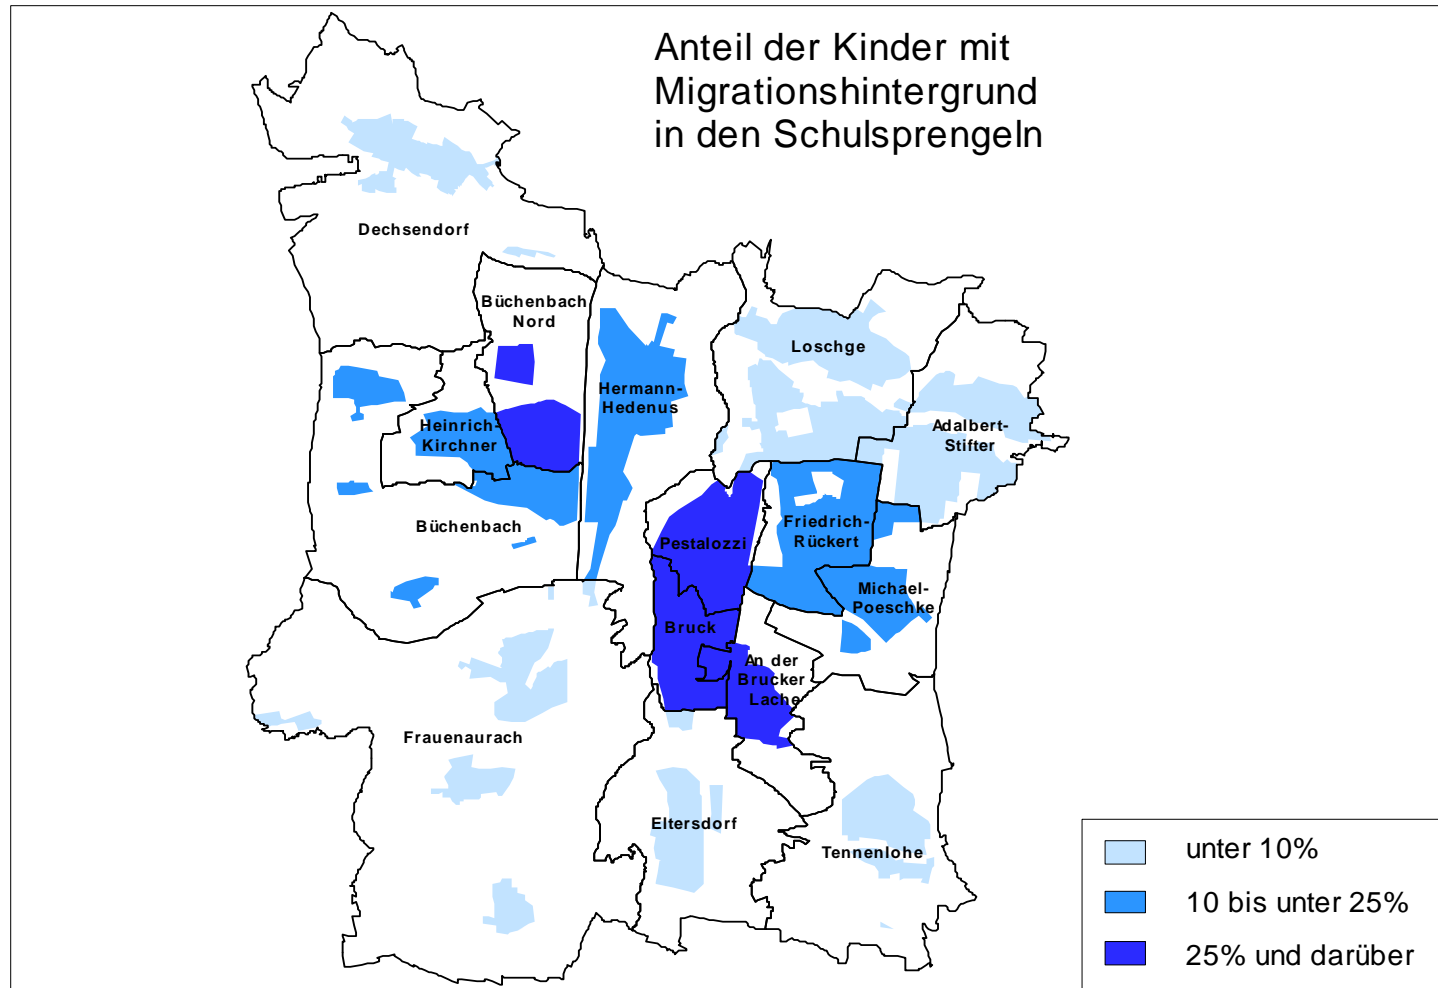 Anteil der Kinder mit
Migrationshintergrund
in den Schulsprengeln
Dechsendorf
Büchenbach
Nord
Loschge
Hermann-
Hedenus
Heinrich-
Kirchner
Adalbert-
Stifter
Büchenbach
Friedrich-
Rückert
Pestalozzi
Michael-
Poeschke
Bruck
An der
Brucker
Lache
Frauenaurach
Eltersdorf
Tennenlohe
unter 10%
10 bis unter 25%
25% und darüber